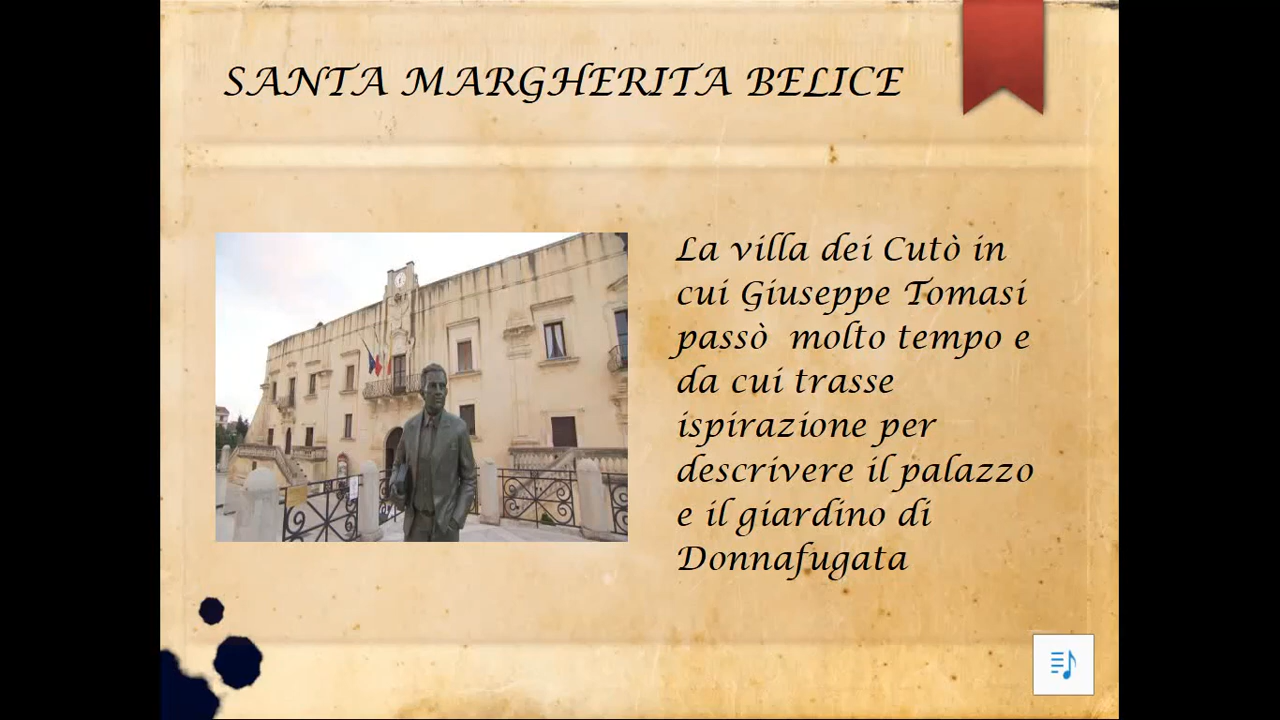 SANTA MARGHERITA BELICE
La villa dei Cutò in
cui Giuseppe Tomasi
passò molto tempo e
da cui trasse
ispirazione per
descrivere il palazzo
e il giardino di
Donnafugata